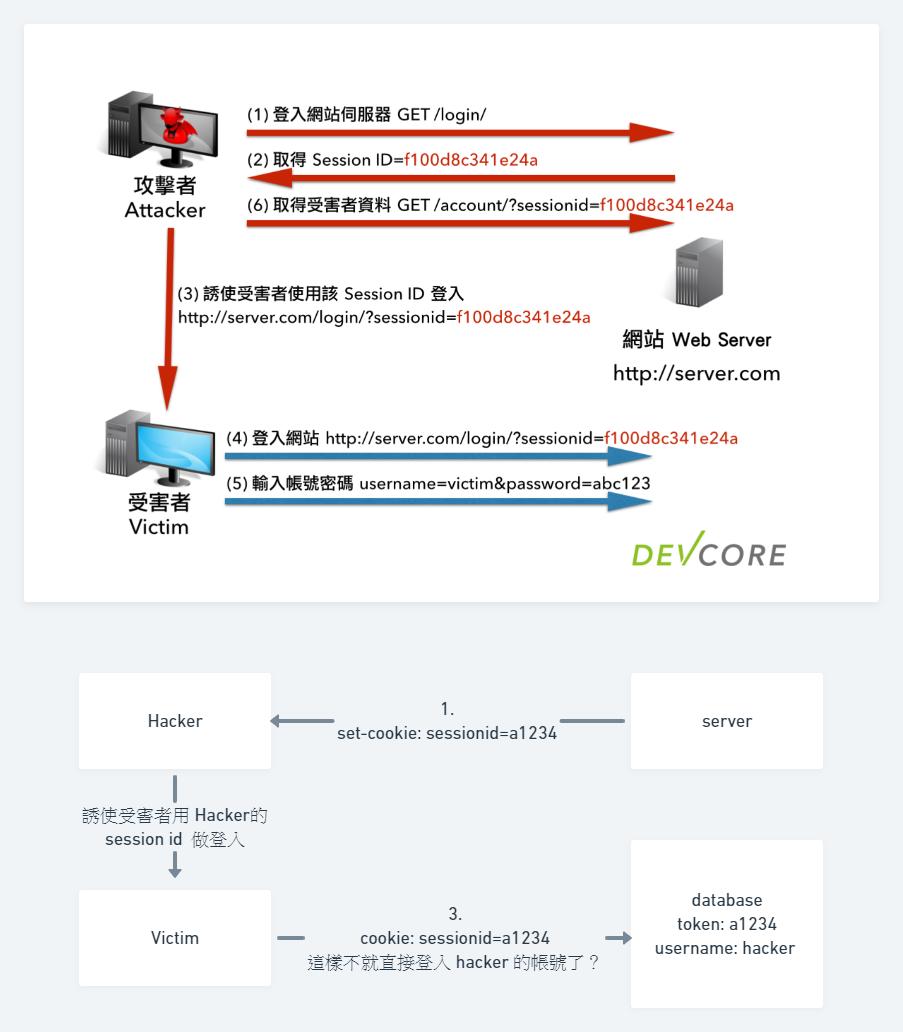 (1) 登入網站伺服器 GET /login/
(2) 取得 Session ID=f100d8c341e24a
攻擊者
Attacker
(6) 取得受害者資料 GET /account/?sessionid=f100d8c341e24a
(3) 誘使受害者使用該 Session ID 登入
http://server.com/login/?sessionid=f100d8c341e24a
網站 Web Server
http://server.com
(4) 登入網站 http://server.com/login/?sessionid=f100d8c341e24a
(5) 輸入帳號密碼 username=victim&password=abc123
受害者
Victim
DEVCORE
Hacker
1.
set-cookie: sessionid=a1234
server
誘使受害者用 Hacker的
session id 做登入
Victim
3.
cookie: sessionid=a1234
這樣不就直接登入 hacker 的帳號了？
database
token: a1234
username: hacker